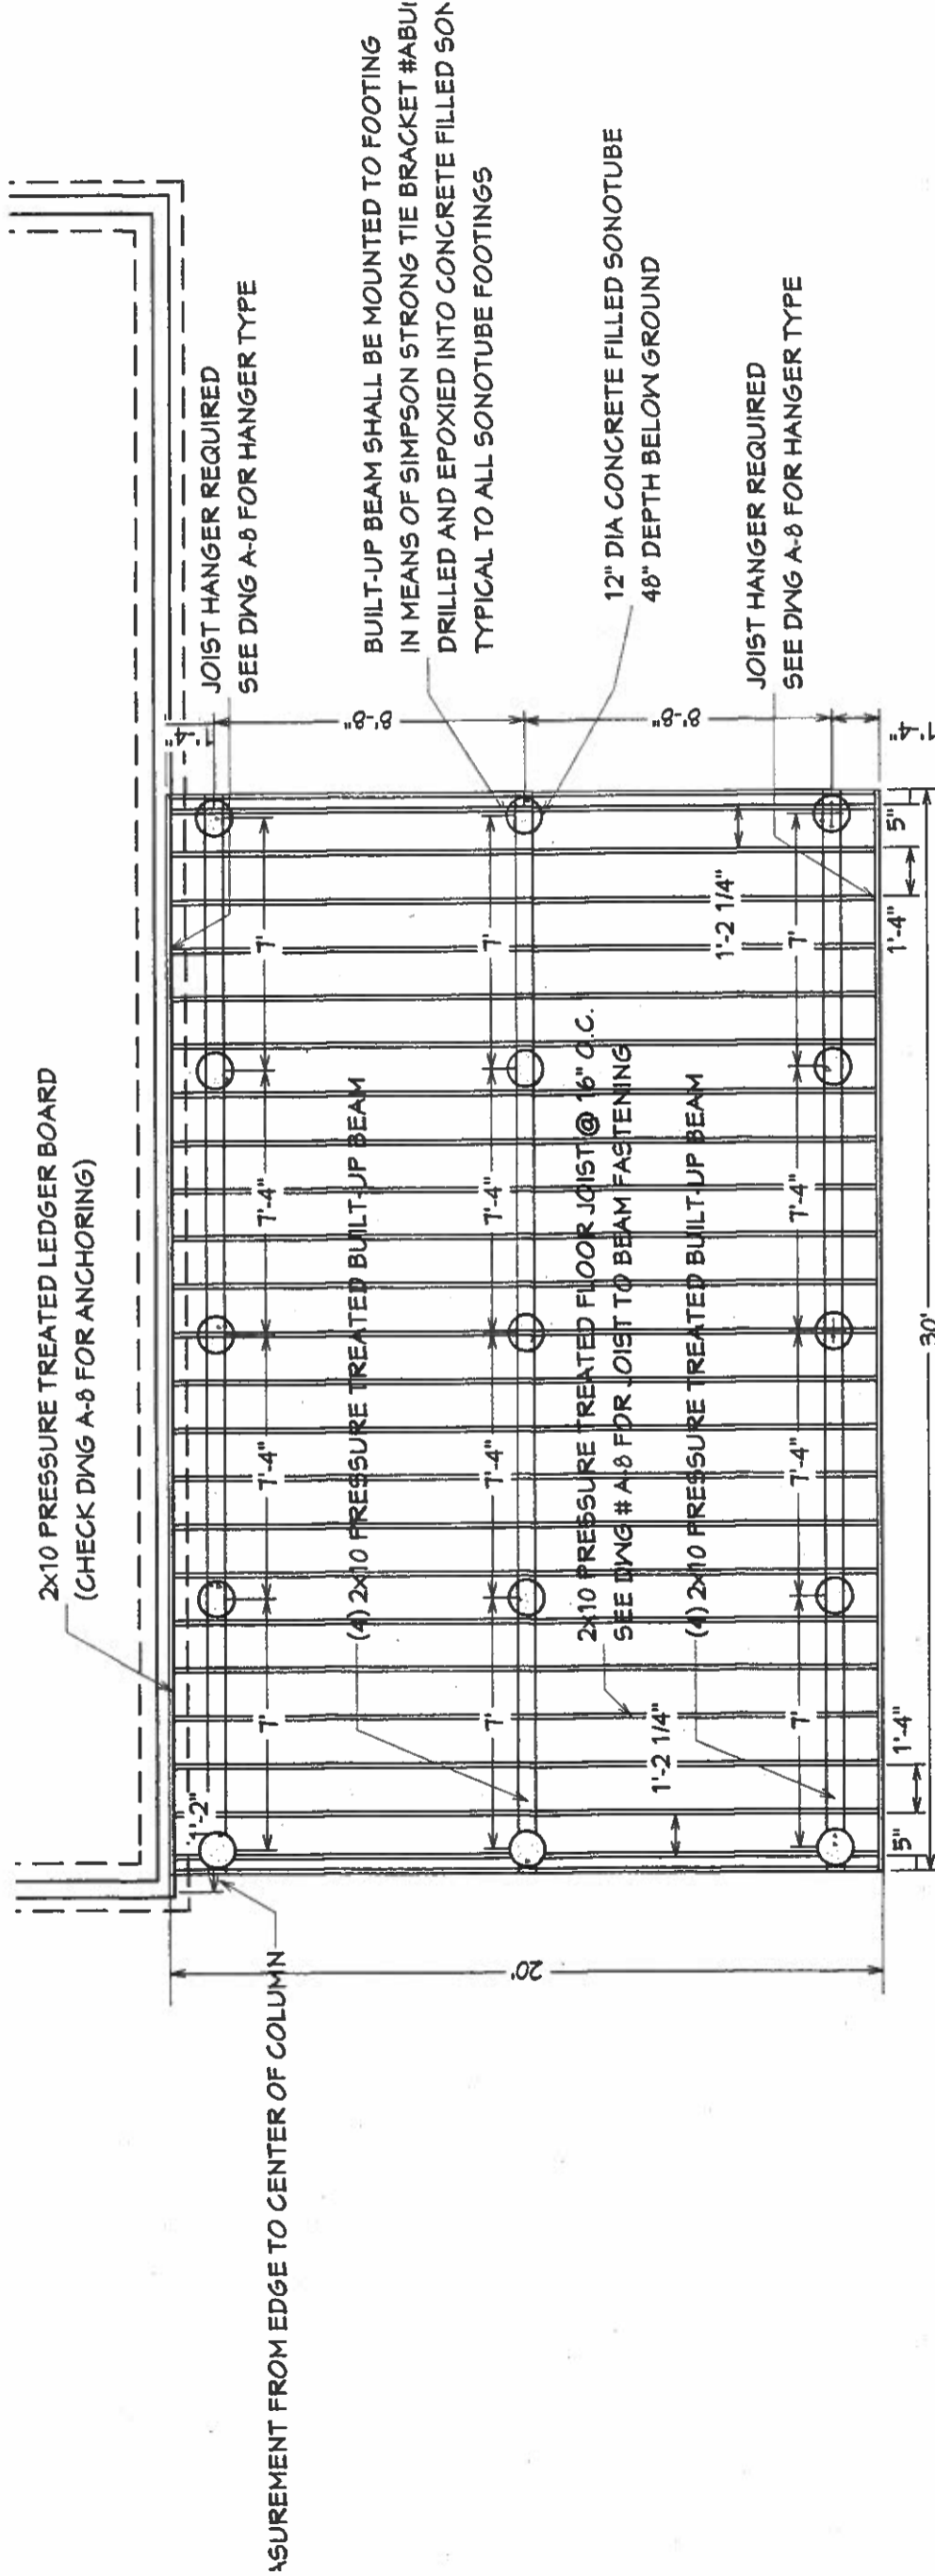 2x10 PRESSURE TREATED LEDGER BOARD
(CHECK DWG A-8 FOR ANCHORING)
JOIST HANGER REQUIRED
SEE DWG A-8 FOR HANGER TYPE
BUILT-UP BEAM SHALL BE MOUNTED TO FOOTING
IN MEANS OF SIMPSON STRONG TIE BRACKET
DRILLED AND EPOXIED INTO CONCRETE FILLED
TYPICAL TO ALL SONOTUBE FOOTINGS
12" DIA CONCRETE FILLED SONOTUBE
48" DEPTH BELOW GROUND
JOIST HANGER REQUIRED
SEE DWG A-8 FOR HANGER TYPE
MEASUREMENT FROM EDGE TO CENTER OF COLUMN
1'-2"
7'
7'-4"
7'-4"
7'
1'-4"
8'-8"
(4) 2x10 PRESSURE TREATED BUILT-UP BEAM
7'
7'-4"
7'-4"
7'
8'-8"
2x10 PRESSURE TREATED FLOOR JOIST @ 16" O.C.
SEE DWG # A-8 FOR JOIST TO BEAM FASTENING
1'-2 1/4"
1'-2 1/4"
(4) 2x10 PRESSURE TREATED BUILT-UP BEAM
7'
7'-4"
7'-4"
7'
1'-4"
5"
1'-4"
1'-4"
5"
20'
30'